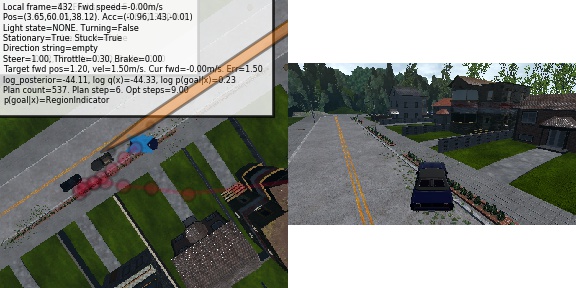 Local frame=432. Fwd speed=-0.00m/s
Pos=(3.65,60.01,38.12). Acc=(-0.96,1.43,-0.01)
Light state=NONE. Turning=False
Stationary=True. Stuck=True
Direction string=empty
Steer=1.00, Throttle=0.30, Brake=0.00
Target fwd pos=1.20, vel=1.50m/s. Cur fwd=-0.00m/s. Err=1.50
log_posterior=-44.11, log q(x)=-44.33, log p(goal|x)=0.23
Plan count=537. Plan step=6. Opt steps=9.00
p(goal|x)=RegionIndicator